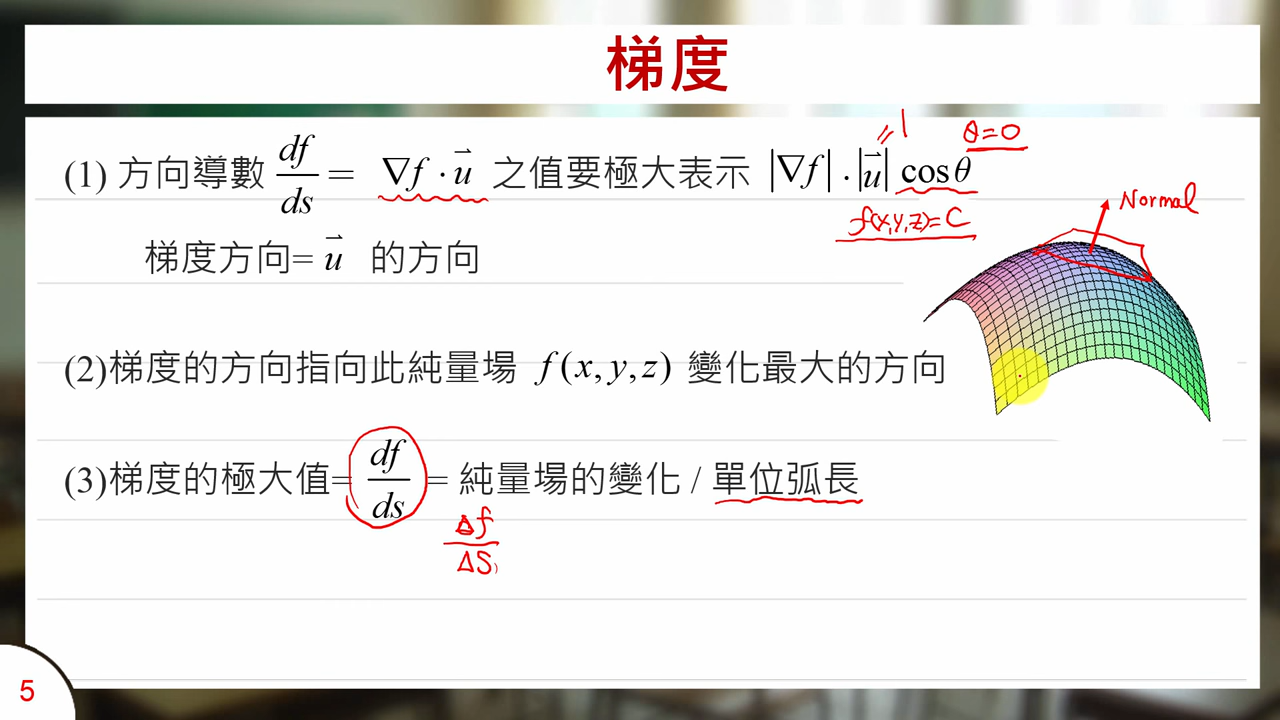 梯度
=1 θ=0
(1) 方向導數 df/ds = ∇f · u⃗ 之值要極大表示 |∇f| · |u⃗| cosθ
f(x,y,z)=C
Normal
梯度方向= u⃗ 的方向
(2)梯度的方向指向此純量場 f(x, y, z) 變化最大的方向
(3)梯度的極大值= df/ds = 純量場的變化 / 單位弧長
Δf/ΔS
5